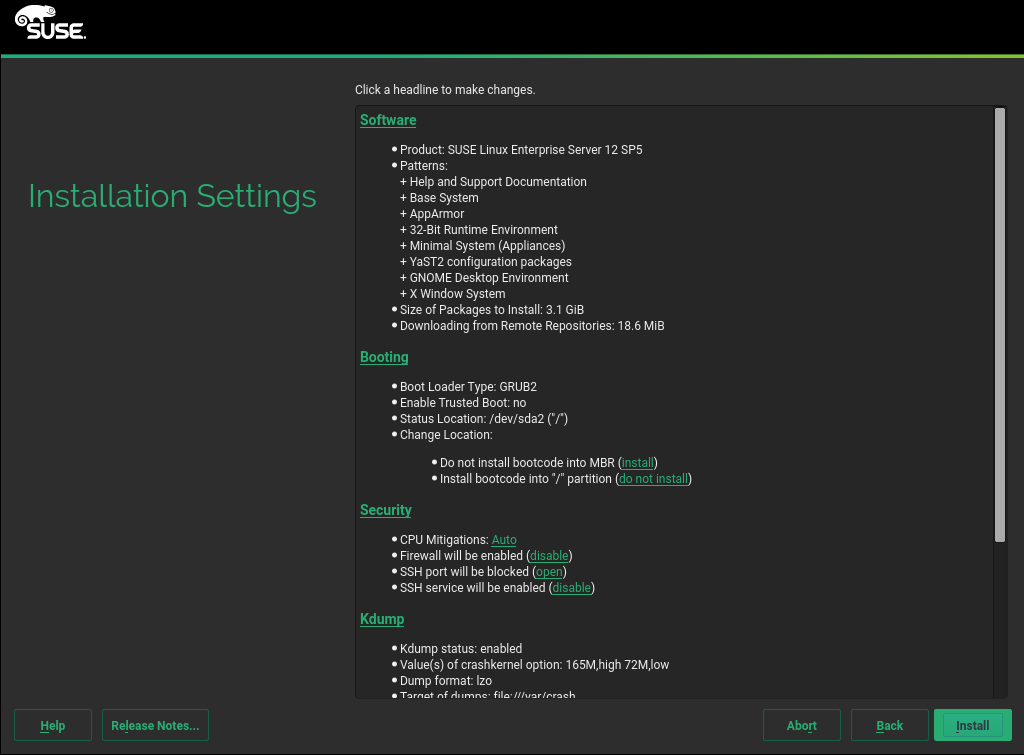 SUSE
Click a headline to make changes.
Installation Settings
Software
• Product: SUSE Linux Enterprise Server 12 SP5
• Patterns:
+ Help and Support Documentation
+ Base System
+ AppArmor
+ 32-Bit Runtime Environment
+ Minimal System (Appliances)
+ YaST2 configuration packages
+ GNOME Desktop Environment
+ X Window System
• Size of Packages to Install: 3.1 GiB
• Downloading from Remote Repositories: 18.6 MiB
Booting
• Boot Loader Type: GRUB2
• Enable Trusted Boot: no
• Status Location: /dev/sda2 ("/")
• Change Location:
• Do not install bootcode into MBR (install)
• Install bootcode into "/" partition (do not install)
Security
• CPU Mitigations: Auto
• Firewall will be enabled (disable)
• SSH port will be blocked (open)
• SSH service will be enabled (disable)
Kdump
• Kdump status: enabled
• Value(s) of crashkernel option: 165M,high 72M,low
• Dump format: lzo
• Target of dumps: file:///var/crash
Help
Release Notes...
Abort
Back
Install